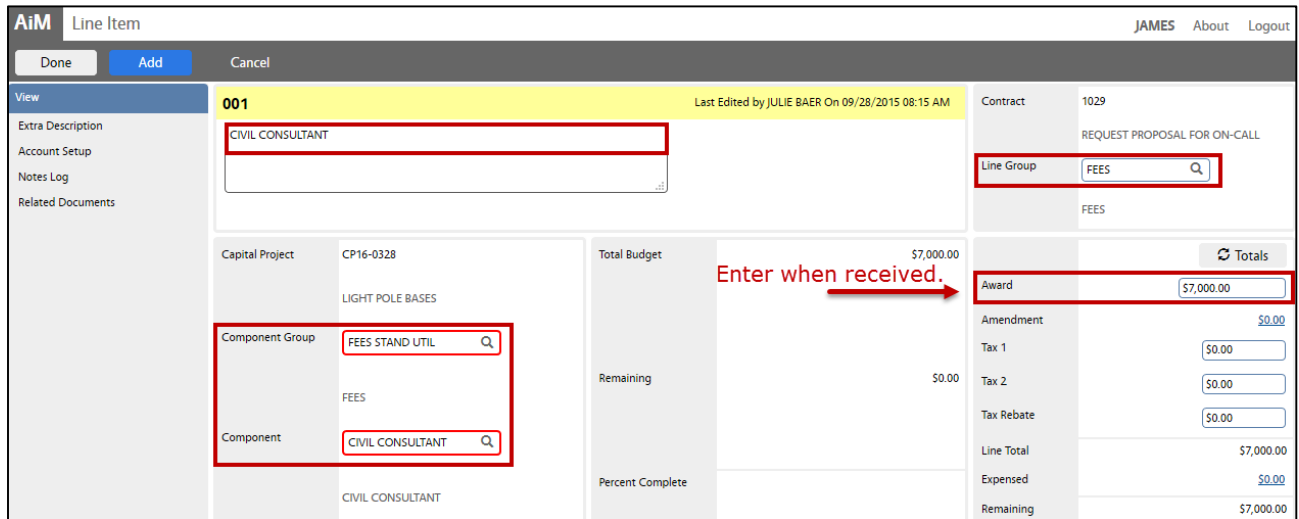 AiM Line Item JAMES About Logout
Done Add Cancel
View
Extra Description
Account Setup
Notes Log
Related Documents
001 Last Edited by JULIE BAER On 09/28/2015 08:15 AM
CIVIL CONSULTANT
Contract 1029
REQUEST PROPOSAL FOR ON-CALL
Line Group FEES
FEES
Capital Project CP16-0328
LIGHT POLE BASES
Component Group FEES STAND UTIL
FEES
Component CIVIL CONSULTANT
CIVIL CONSULTANT
Total Budget $7,000.00
Enter when received.
Remaining $0.00
Percent Complete
Totals
Award $7,000.00
Amendment $0.00
Tax 1 $0.00
Tax 2 $0.00
Tax Rebate $0.00
Line Total $7,000.00
Expensed $0.00
Remaining $7,000.00